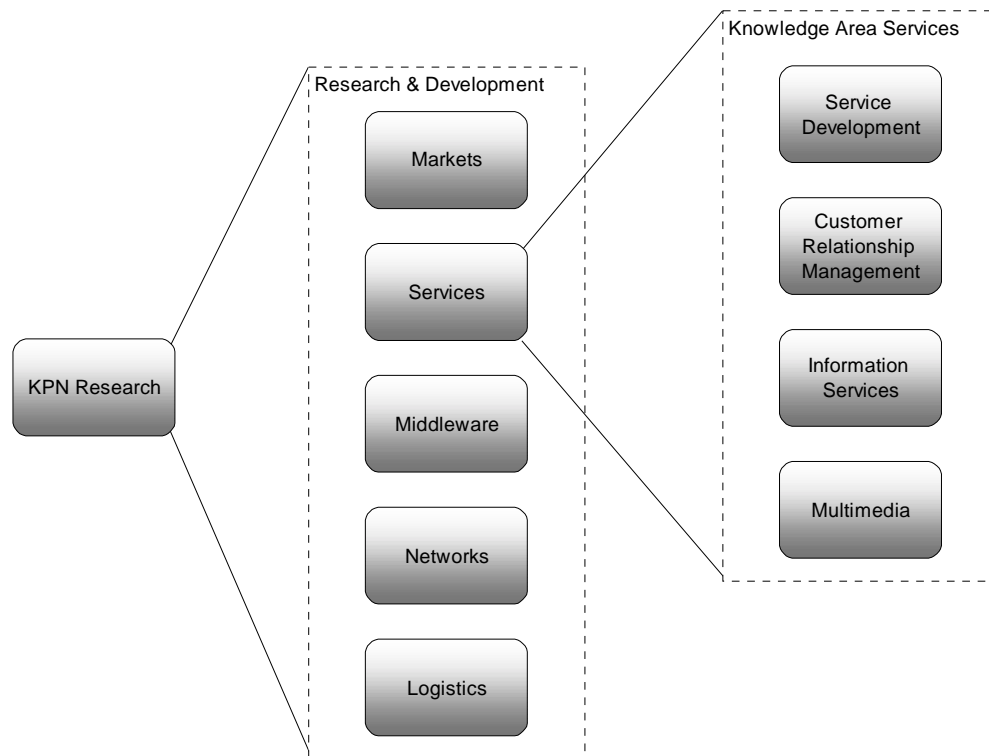 KPN Research
Research & Development
Markets
Services
Middleware
Networks
Logistics
Knowledge Area Services
Service
Development
Customer
Relationship
Management
Information
Services
Multimedia